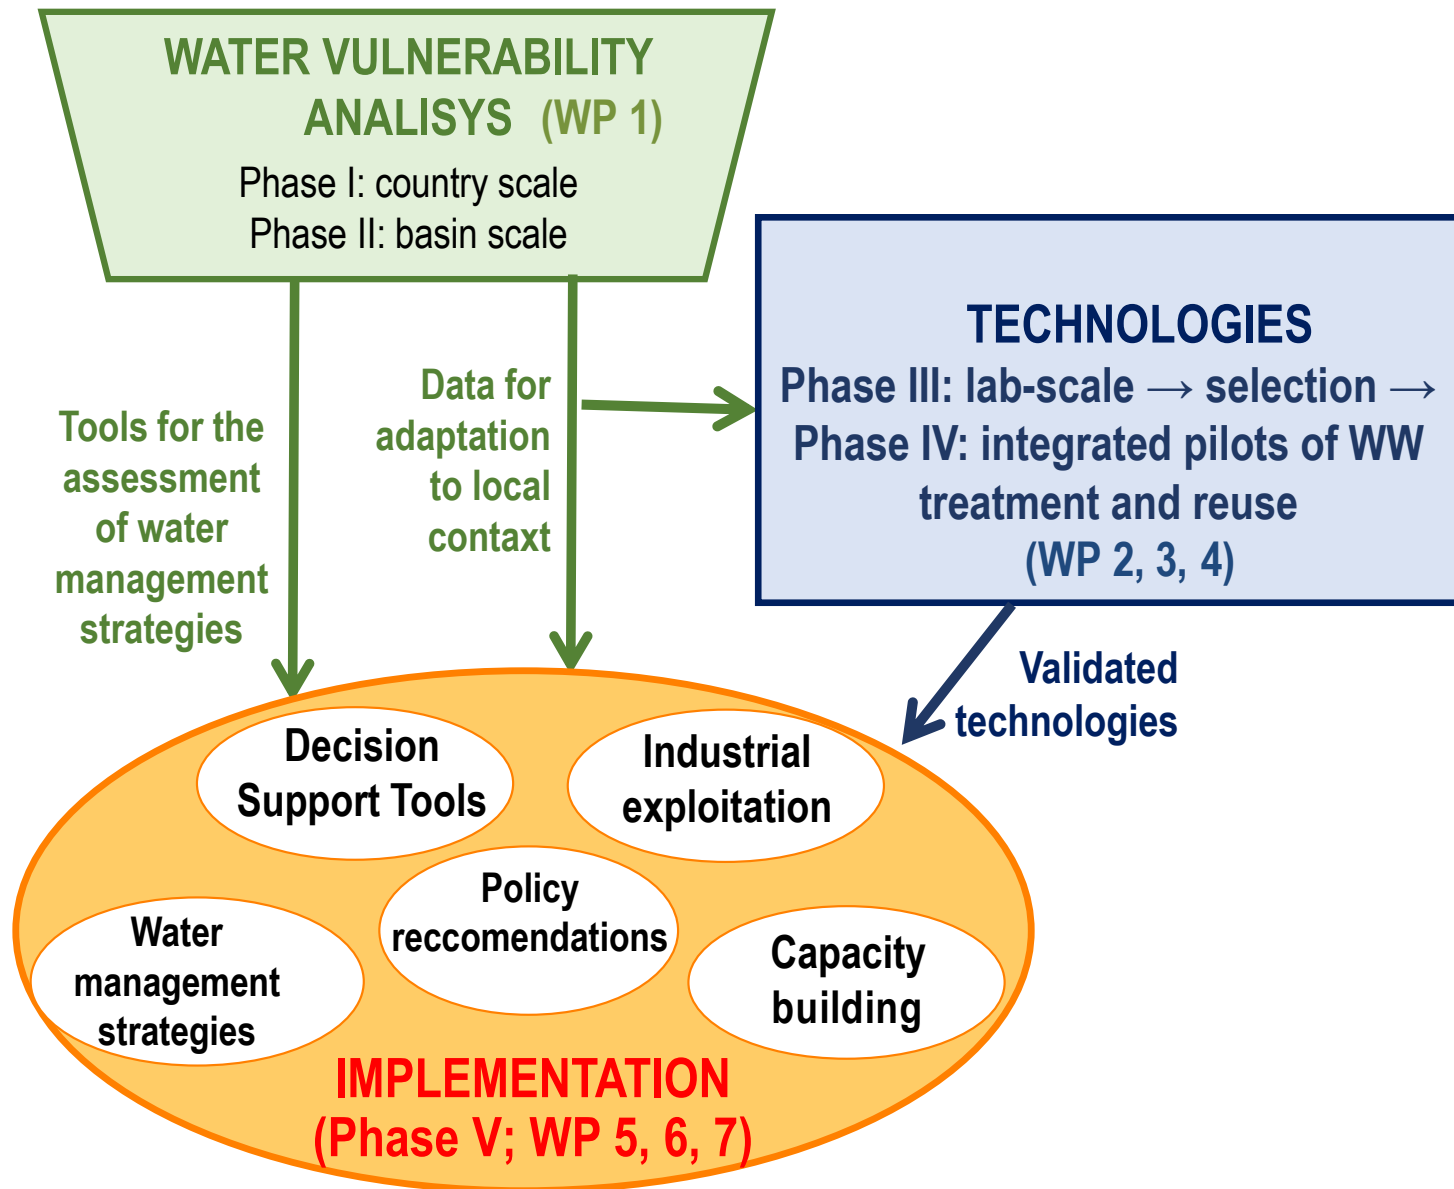 WATER VULNERABILITY
ANALISYS (WP 1)
Phase I: country scale
Phase II: basin scale
TECHNOLOGIES
Phase III: lab-scale → selection →
Phase IV: integrated pilots of WW
treatment and reuse
(WP 2, 3, 4)
Tools for the
assessment
of water
management
strategies
Data for
adaptation
to local
contaxt
Validated
technologies
Decision
Support Tools
Industrial
exploitation
Policy
reccomendations
Water
management
strategies
Capacity
building
IMPLEMENTATION
(Phase V; WP 5, 6, 7)